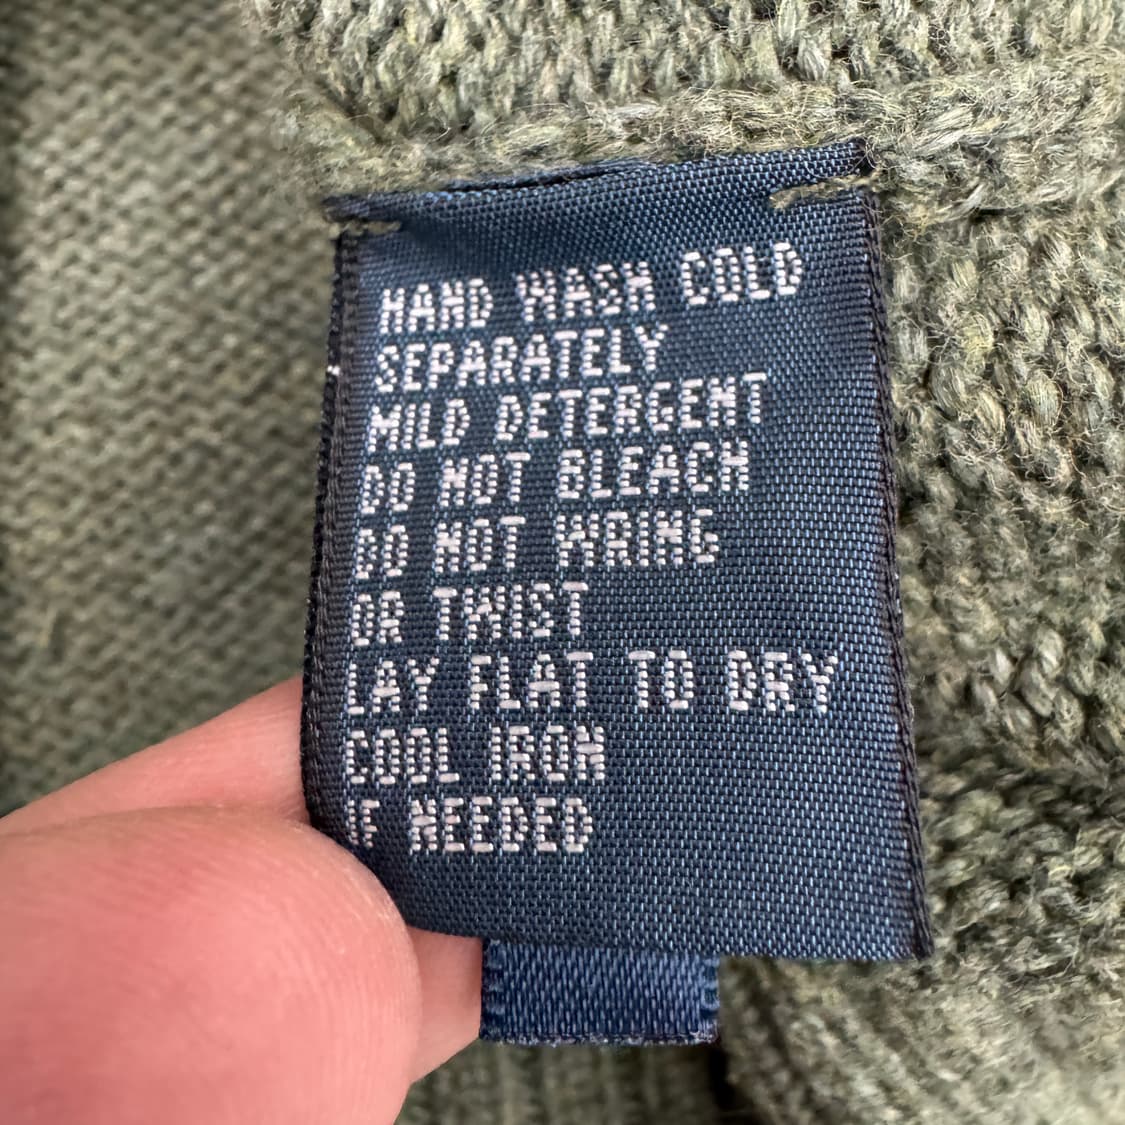 HAND WASH COLD
SEPARATELY
MILD DETERGENT
DO NOT BLEACH
DO NOT WRING
OR TWIST
LAY FLAT TO DRY
COOL IRON
IF NEEDED